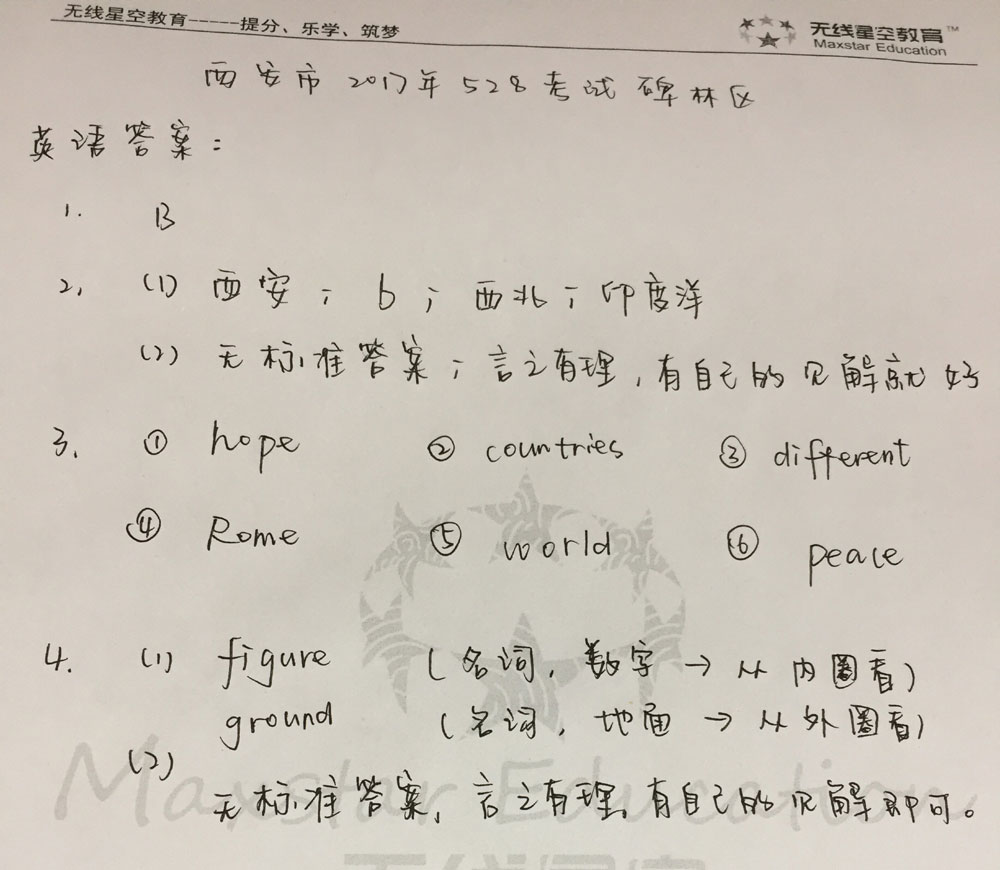 无线星空教育-----提分、乐学、筑梦
无线星空教育™
Maxstar Education
西安市2017年528考试碑林区
英语答案：
1. B
2. (1) 西安；6；西北；印度洋
(2) 无标准答案；言之有理，有自己的见解就好
3. ① hope ② countries ③ different
④ Rome ⑤ world ⑥ peace
4. (1) figure (名词，数字→从内圈看)
ground (名词，地面→从外圈看)
(2)
无标准答案，言之有理，有自己的见解即可。
Maxstar Education